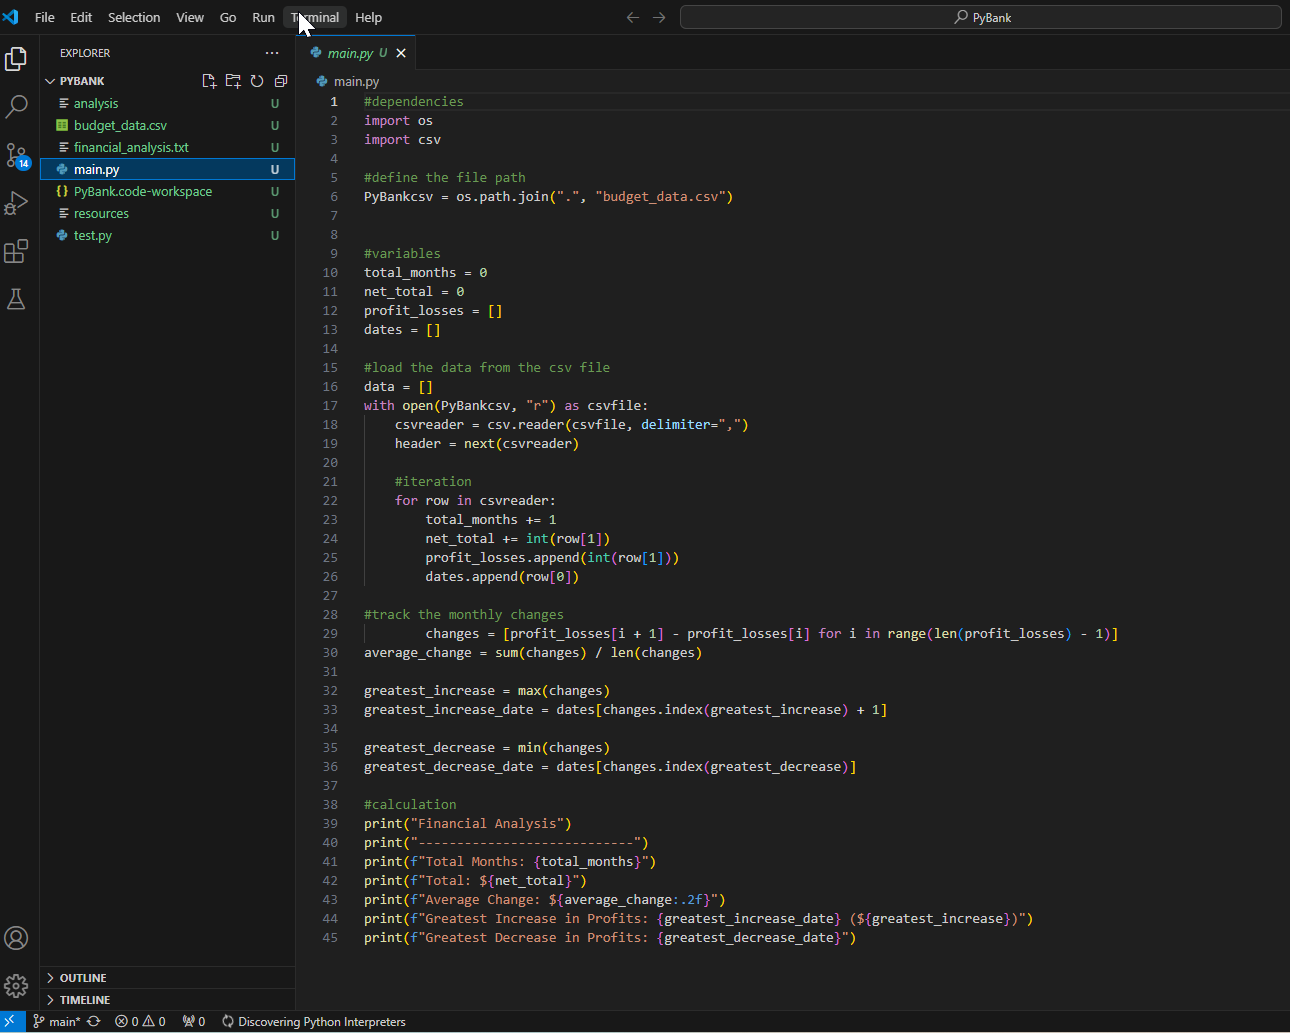 File Edit Selection View Go Run Terminal Help
PyBank
EXPLORER
main.py U
PYBANK
main.py
analysis U
budget_data.csv U
financial_analysis.txt U
main.py U
PyBank.code-workspace U
resources U
test.py U
1 #dependencies
2 import os
3 import csv
4
5 #define the file path
6 PyBankcsv = os.path.join(".", "budget_data.csv")
7
8
9 #variables
10 total_months = 0
11 net_total = 0
12 profit_losses = []
13 dates = []
14
15 #load the data from the csv file
16 data = []
17 with open(PyBankcsv, "r") as csvfile:
18     csvreader = csv.reader(csvfile, delimiter=",")
19     header = next(csvreader)
20
21     #iteration
22     for row in csvreader:
23         total_months += 1
24         net_total += int(row[1])
25         profit_losses.append(int(row[1]))
26         dates.append(row[0])
27
28 #track the monthly changes
29         changes = [profit_losses[i + 1] - profit_losses[i] for i in range(len(profit_losses) - 1)]
30 average_change = sum(changes) / len(changes)
31
32 greatest_increase = max(changes)
33 greatest_increase_date = dates[changes.index(greatest_increase) + 1]
34
35 greatest_decrease = min(changes)
36 greatest_decrease_date = dates[changes.index(greatest_decrease)]
37
38 #calculation
39 print("Financial Analysis")
40 print("----------------------------")
41 print(f"Total Months: {total_months}")
42 print(f"Total: ${net_total}")
43 print(f"Average Change: ${average_change:.2f}")
44 print(f"Greatest Increase in Profits: {greatest_increase_date} (${greatest_increase})")
45 print(f"Greatest Decrease in Profits: {greatest_decrease_date}")
14
OUTLINE
TIMELINE
main* 0 0 0 Discovering Python Interpreters